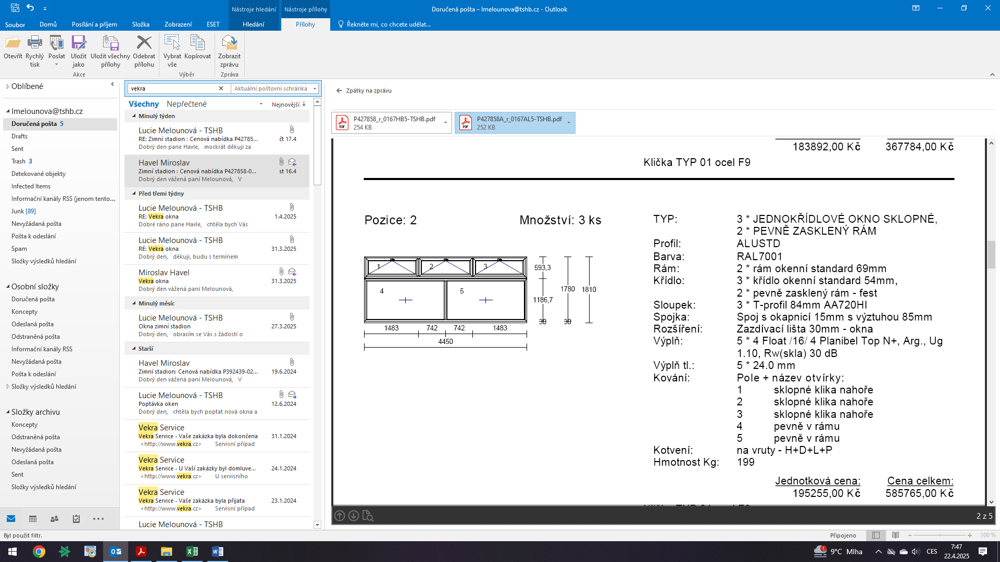 Nástroje hledání
Nástroje přílohy
Doručená pošta – lmelounova@tshb.cz - Outlook
Soubor
Domů
Posílání a příjem
Složka
Zobrazení
ESET
Hledání
Přílohy
Řekněte mi, co chcete udělat...
Otevřít
Rychlý tisk
Poslat
Uložit jako
Uložit všechny přílohy
Odebrat přílohu
Vybrat vše
Kopírovat
Zobrazit zprávu
Akce
Výběr
Zpráva
Oblíbené
lmelounova@tshb.cz
Doručená pošta 5
Drafts
Sent
Trash 3
Detekované objekty
Infected Items
Informační kanály RSS (jenom tento...
Junk [89]
Nevyžádaná pošta
Pošta k odeslání
Spam
Složky výsledků hledání
Osobní složky
Doručená pošta
Koncepty
Odeslaná pošta
Odstraněná pošta
Informační kanály RSS
Nevyžádaná pošta
Pošta k odeslání
Složky výsledků hledání
Složky archivu
Koncepty
Odstraněná pošta
Nevyžádaná pošta
Odeslaná pošta
Sent
Složky výsledků hledání
vekra
Aktuální poštovní schránka
Všechny Nepřečtené Nejnovější
Minulý týden
Lucie Melounová - TSHB
RE: Zimní stadion : Cenová nabídka P42785... čt 17.4
Dobrý den pane Havle, mockrát děkuji za
Havel Miroslav
Zimní stadion : Cenová nabídka P427858-0... st 16.4
Dobrý den vážená paní Melounová, V
Před třemi týdny
Lucie Melounová - TSHB
RE: Vekra okna 1.4.2025
Dobré ráno pane Havle, chtěla bych Vás
Lucie Melounová - TSHB
RE: Vekra okna 31.3.2025
Dobrý den, děkuji, budu s termínem
Miroslav Havel
Vekra okna 31.3.2025
Dobrý den vážená paní Melounová,
Minulý měsíc
Lucie Melounová - TSHB
Okna zimní stadion 27.3.2025
Dobrý den, obracím se Vás s žádostí o
Starší
Havel Miroslav
Zimní stadion: Cenová nabídka P392439-02... 19.6.2024
Dobrý den vážená paní Melounová, V
Lucie Melounová - TSHB
Poptávka oken 12.6.2024
Dobrý den, chtěla bych poptat nová okna a
Vekra Service
Vekra Service - Vaše zakázka byla dokončena 31.1.2024
<http://www.vekra.cz> Servisní případ
Vekra Service
Vekra Service - U Vaší zakázky byl domluve... 24.1.2024
<http://www.vekra.cz> U servisního
Vekra Service
Vekra Service - Vaše zakázka byla přijata 23.1.2024
<http://www.vekra.cz> Servisní případ
Lucie Melounová - TSHB
Zpátky na zprávu
P427858_r_0167HB5-TSHB.pdf
254 KB
P427858A_r_0167AL5-TSHB.pdf
252 KB
183892,00 Kč 367784,00 Kč
Klička TYP 01 ocel F9
Pozice: 2 Množství: 3 ks
1 2 3
4 5
593,3
1186,7
30
1780
30
1810
1483 742 742 1483
4450
TYP: 3 * JEDNOKŘÍDLOVÉ OKNO SKLOPNÉ,
2 * PEVNĚ ZASKLENÝ RÁM
Profil: ALUSTD
Barva: RAL7001
Rám: 2 * rám okenní standard 69mm
Křídlo: 3 * křídlo okenní standard 54mm,
2 * pevně zasklený rám - fest
Sloupek: 3 * T-profil 84mm AA720HI
Spojka: Spoj s okapnicí 15mm s výztuhou 85mm
Rozšíření: Zazdívací lišta 30mm - okna
Výplň: 5 * 4 Float /16/ 4 Planibel Top N+, Arg., Ug
1.10, Rw(skla) 30 dB
Výplň tl.: 5 * 24.0 mm
Kování: Pole + název otvírky:
1 sklopné klika nahoře
2 sklopné klika nahoře
3 sklopné klika nahoře
4 pevně v rámu
5 pevně v rámu
Kotvení: na vruty - H+D+L+P
Hmotnost Kg: 199
Jednotková cena: Cena celkem:
195255,00 Kč 585765,00 Kč
Klička TYP 01 ocel F9
2 z 5
Byl použit filtr.
Připojeno
100 %
1
9°C Mlha
CES
7:47
22.4.2025